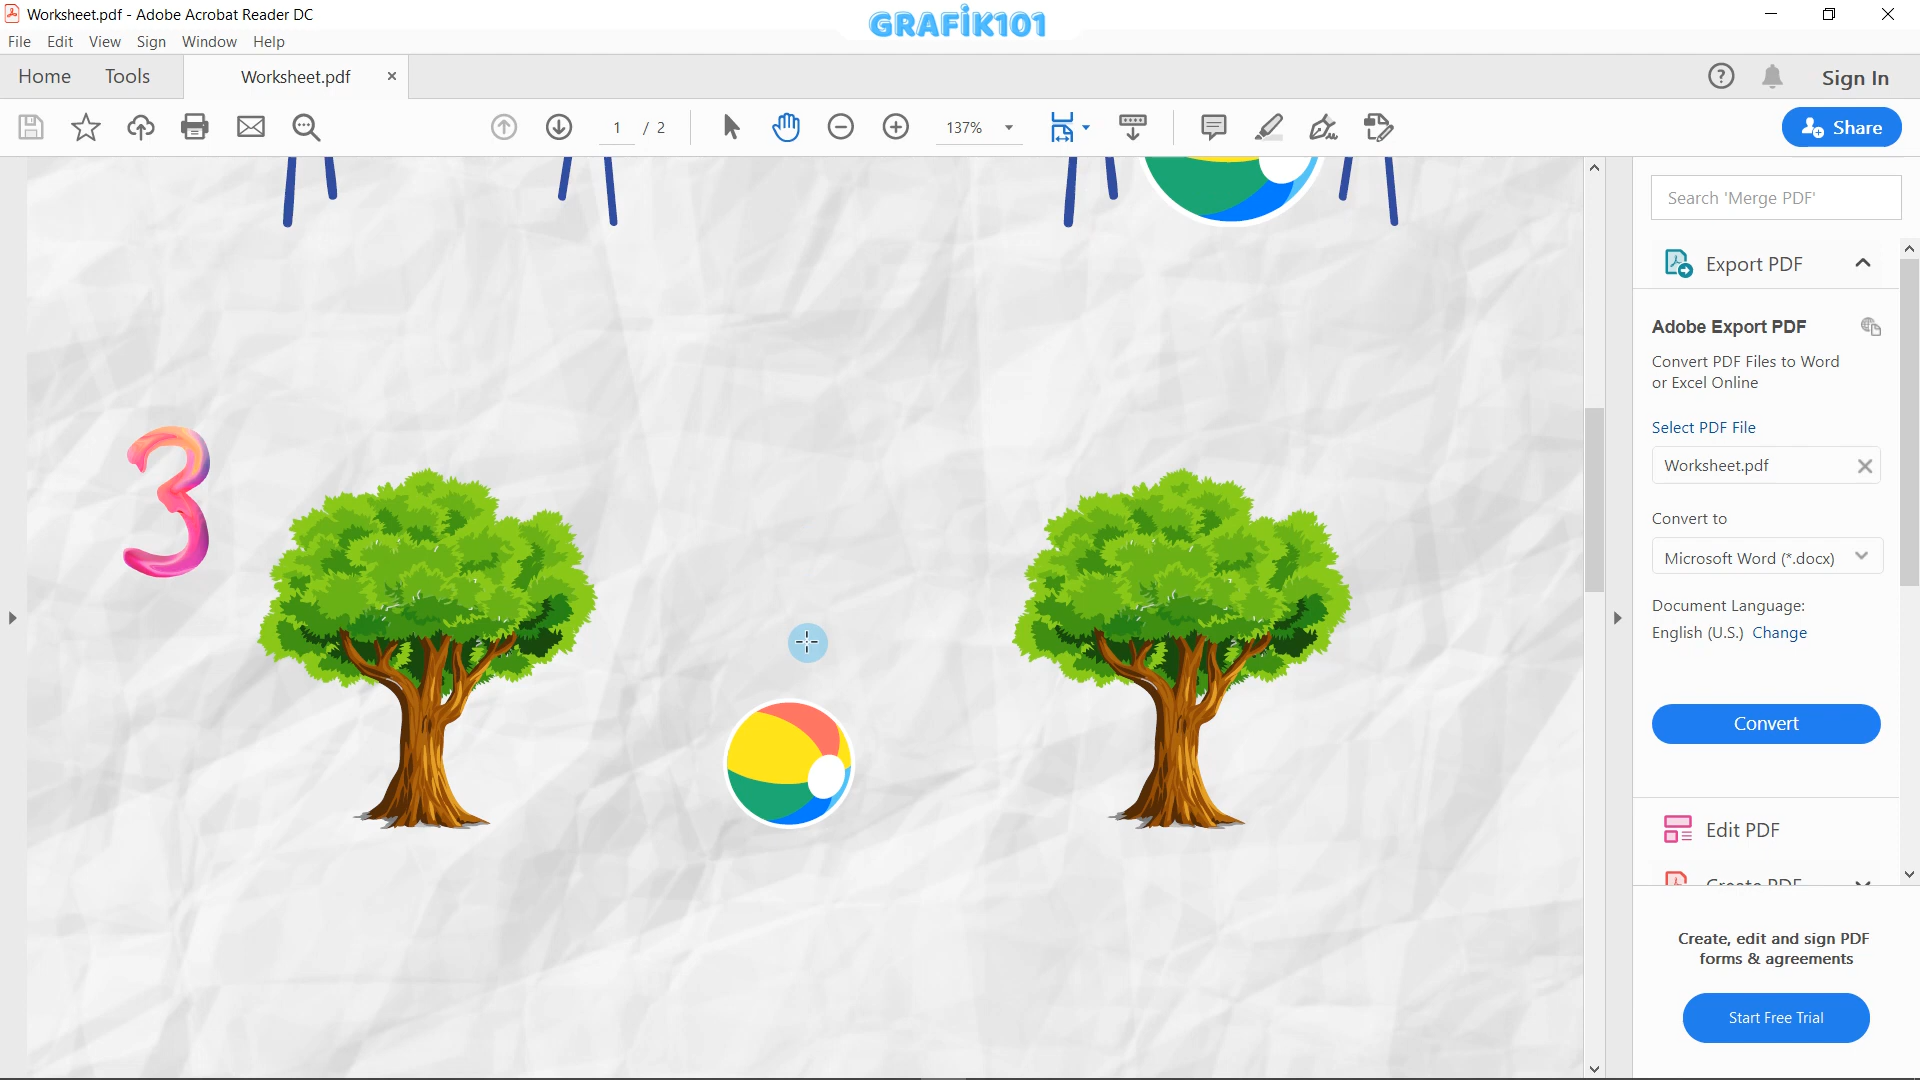 Worksheet.pdf - Adobe Acrobat Reader DC
GRAFİK101
File Edit View Sign Window Help
Home Tools Worksheet.pdf
Sign In
1 / 2
137%
Share
Search 'Merge PDF'
Export PDF
Adobe Export PDF
Convert PDF Files to Word
or Excel Online
Select PDF File
Worksheet.pdf
Convert to
Microsoft Word (*.docx)
Document Language:
English (U.S.) Change
Convert
Edit PDF
Create PDF
Create, edit and sign PDF
forms & agreements
Start Free Trial
3